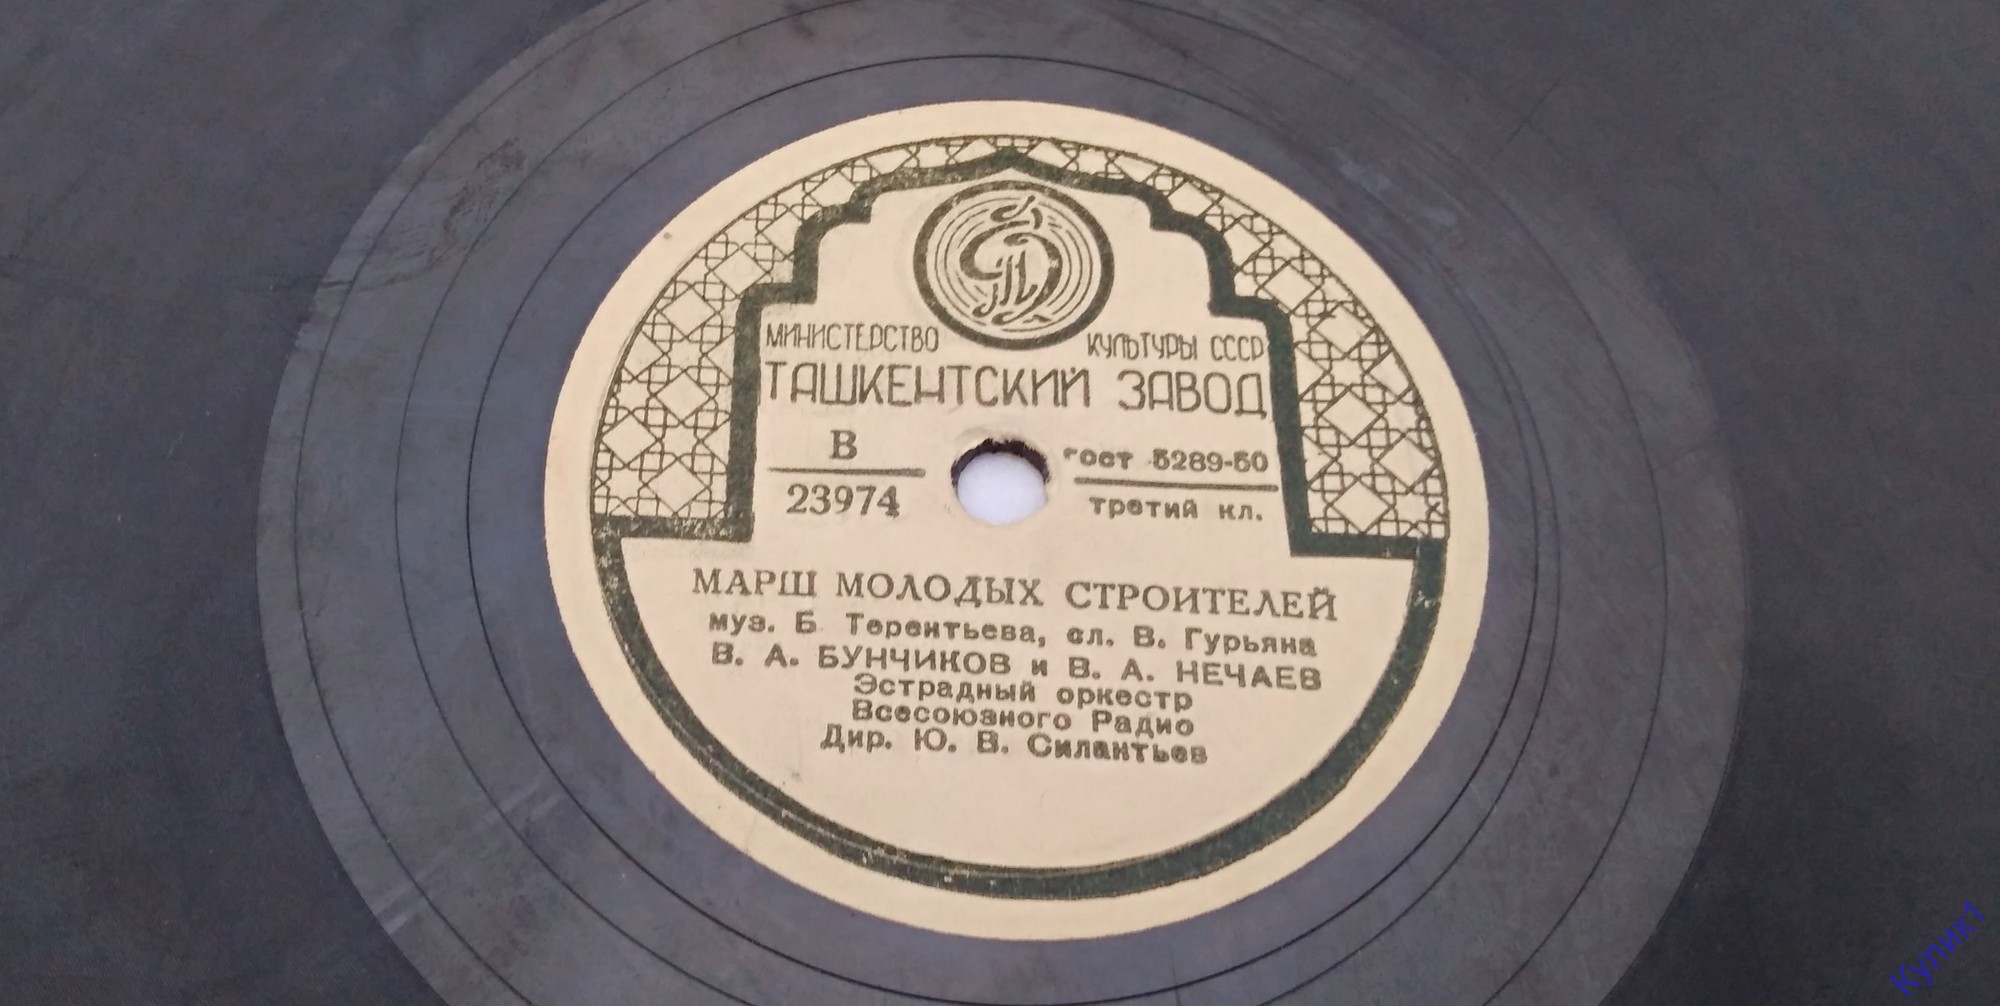 МИНИСТЕРСТВО КУЛЬТУРЫ СССР
ТАШКЕНТСКИЙ ЗАВОД
В
23974
гост 5289-50
третий кл.
МАРШ МОЛОДЫХ СТРОИТЕЛЕЙ
муз. Б Терентьева, сл. В. Гурьяна
В. А. БУНЧИКОВ и В. А. НЕЧАЕВ
Эстрадный оркестр
Всесоюзного Радио
Дир. Ю. В. Силантьев
Купик1